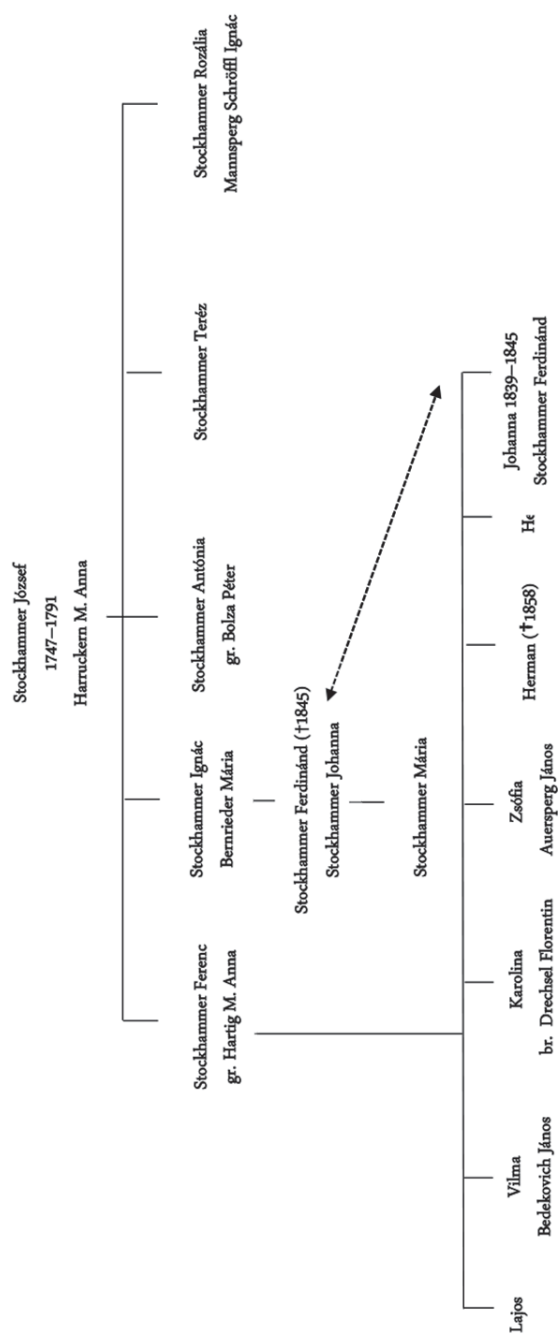 Stockhammer József
1747–1791
Harruckern M. Anna
Stockhammer Ferenc
gr. Hartig M. Anna
Stockhammer Ignác
Bernrieder Mária
Stockhammer Antónia
gr. Bolza Péter
Stockhammer Teréz
Stockhammer Rozália
Mannsperg Schröffl Ignác
Stockhammer Ferdinánd (†1845)
Stockhammer Johanna
Stockhammer Mária
Lajos
Vilma
Bedekovich János
Karolina
br. Drechsel Florentin
Zsófia
Auersperg János
Herman (†1858)
He
Johanna 1839–1845
Stockhammer Ferdinánd